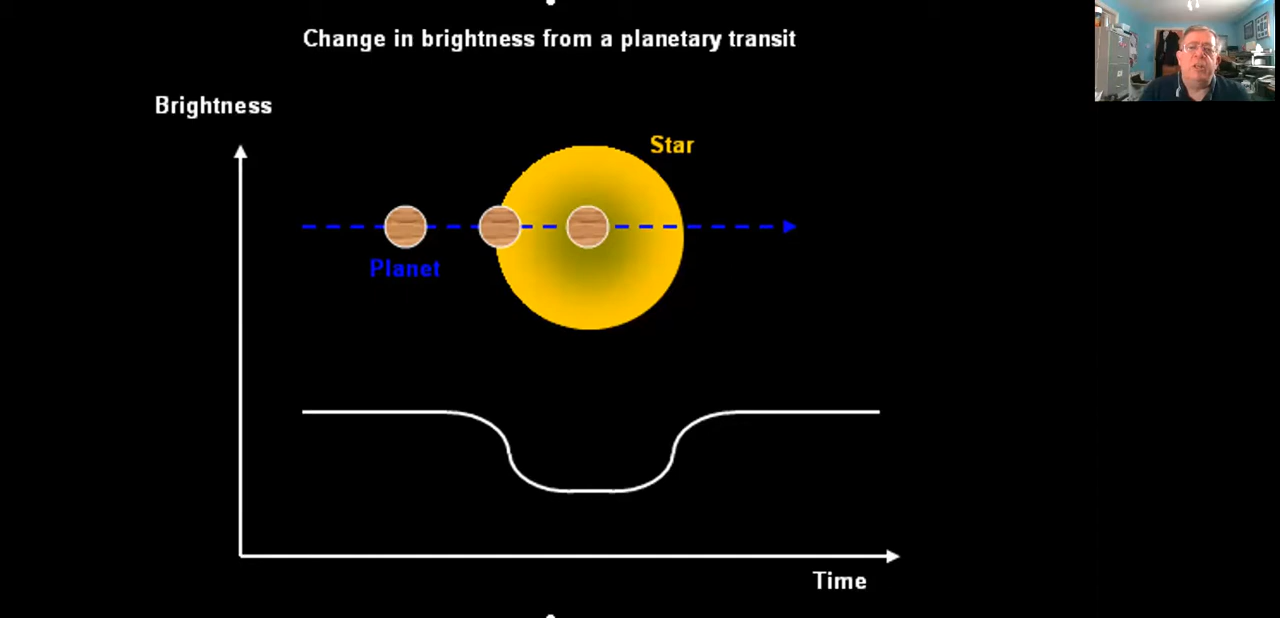 Change in brightness from a planetary transit
Brightness
Star
Planet
Time